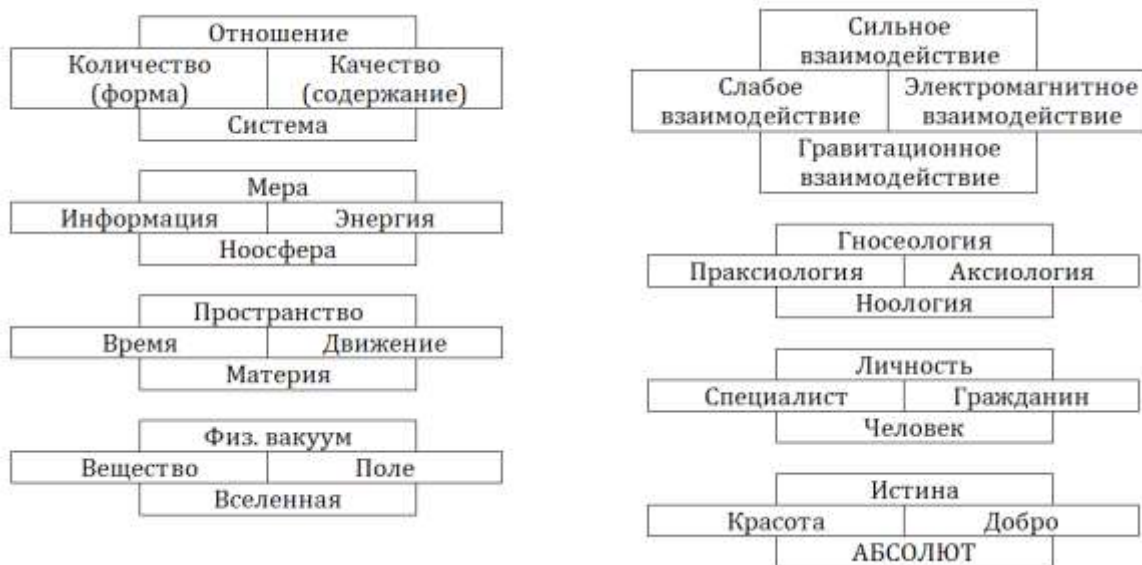 Отношение
Количество
(форма)
Качество
(содержание)
Система
Мера
Информация
Энергия
Ноосфера
Пространство
Время
Движение
Материя
Физ. вакуум
Вещество
Поле
Вселенная
Сильное
взаимодействие
Слабое
взаимодействие
Электромагнитное
взаимодействие
Гравитационное
взаимодействие
Гносеология
Праксиология
Аксиология
Ноология
Личность
Специалист
Гражданин
Человек
Истина
Красота
Добро
АБСОЛЮТ